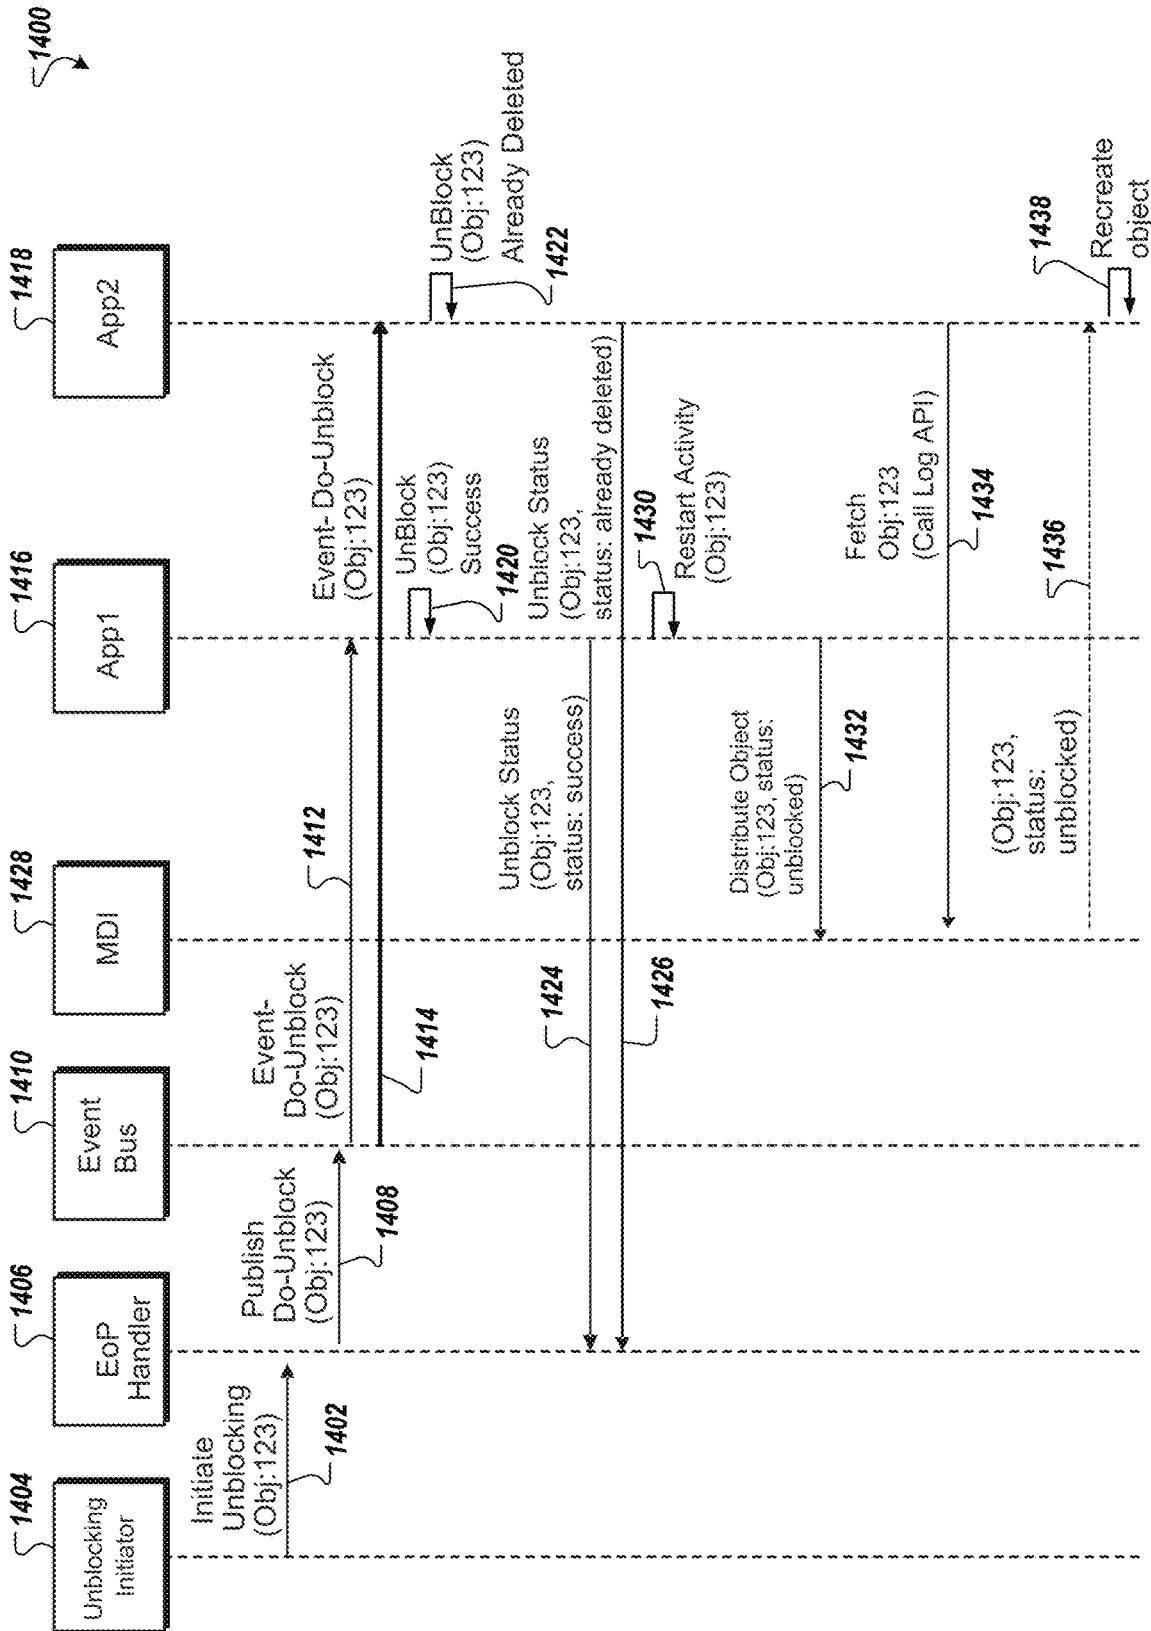 1400
1404
Unblocking
Initiator
1406
EoP
Handler
1410
Event
Bus
1428
MDI
1416
App1
1418
App2
Initiate
Unblocking
(Obj:123)
1402
Publish
Do-Unblock
(Obj:123)
1408
Event-
Do-Unblock
(Obj:123)
1412
1414
Event- Do-Unblock
(Obj:123)
UnBlock
(Obj:123)
Success
1420
UnBlock
(Obj:123)
Already Deleted
1422
Unblock Status
(Obj:123,
status: success)
1424
Unblock Status
(Obj:123,
status: already deleted)
1426
1430
Restart Activity
(Obj:123)
Distribute Object
(Obj:123, status:
unblocked)
1432
Fetch
Obj:123
(Call Log API)
1434
(Obj:123,
status:
unblocked)
1436
1438
Recreate
object